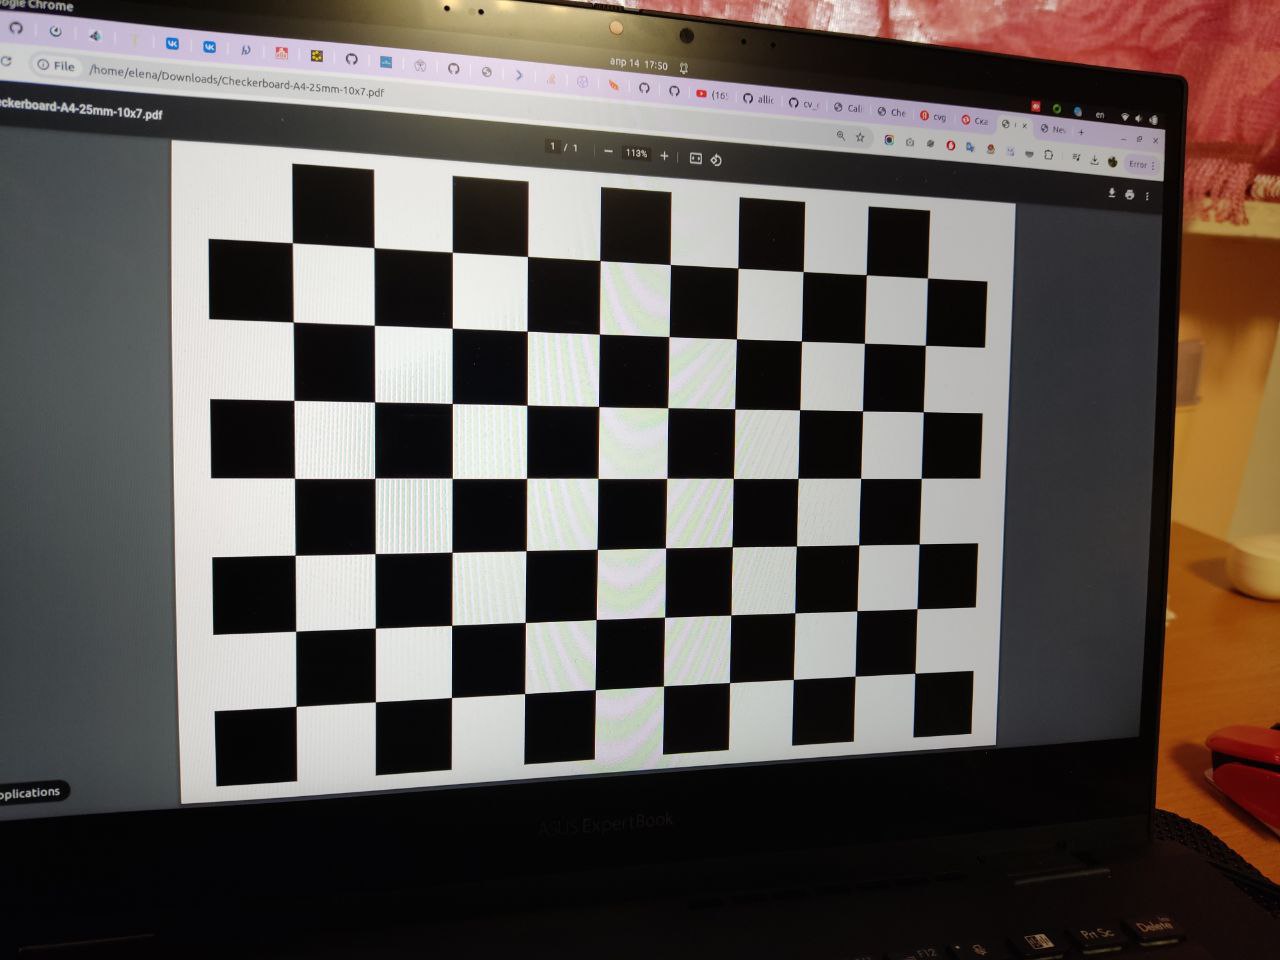 ogle Chrome
апр 14 17:50
en
(16
allic
cv_c
Cali
Che
cvg
Ска
Nev
File /home/elena/Downloads/Checkerboard-A4-25mm-10x7.pdf
Error
eckerboard-A4-25mm-10x7.pdf
1 / 1
113%
pplications
ASUS ExpertBook
F12
Prt Sc
Delete